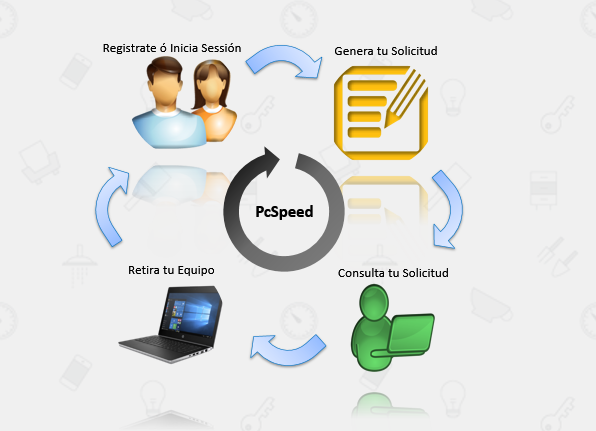 Registrate ó Inicia Sessión
Genera tu Solicitud
PcSpeed
Retira tu Equipo
Consulta tu Solicitud